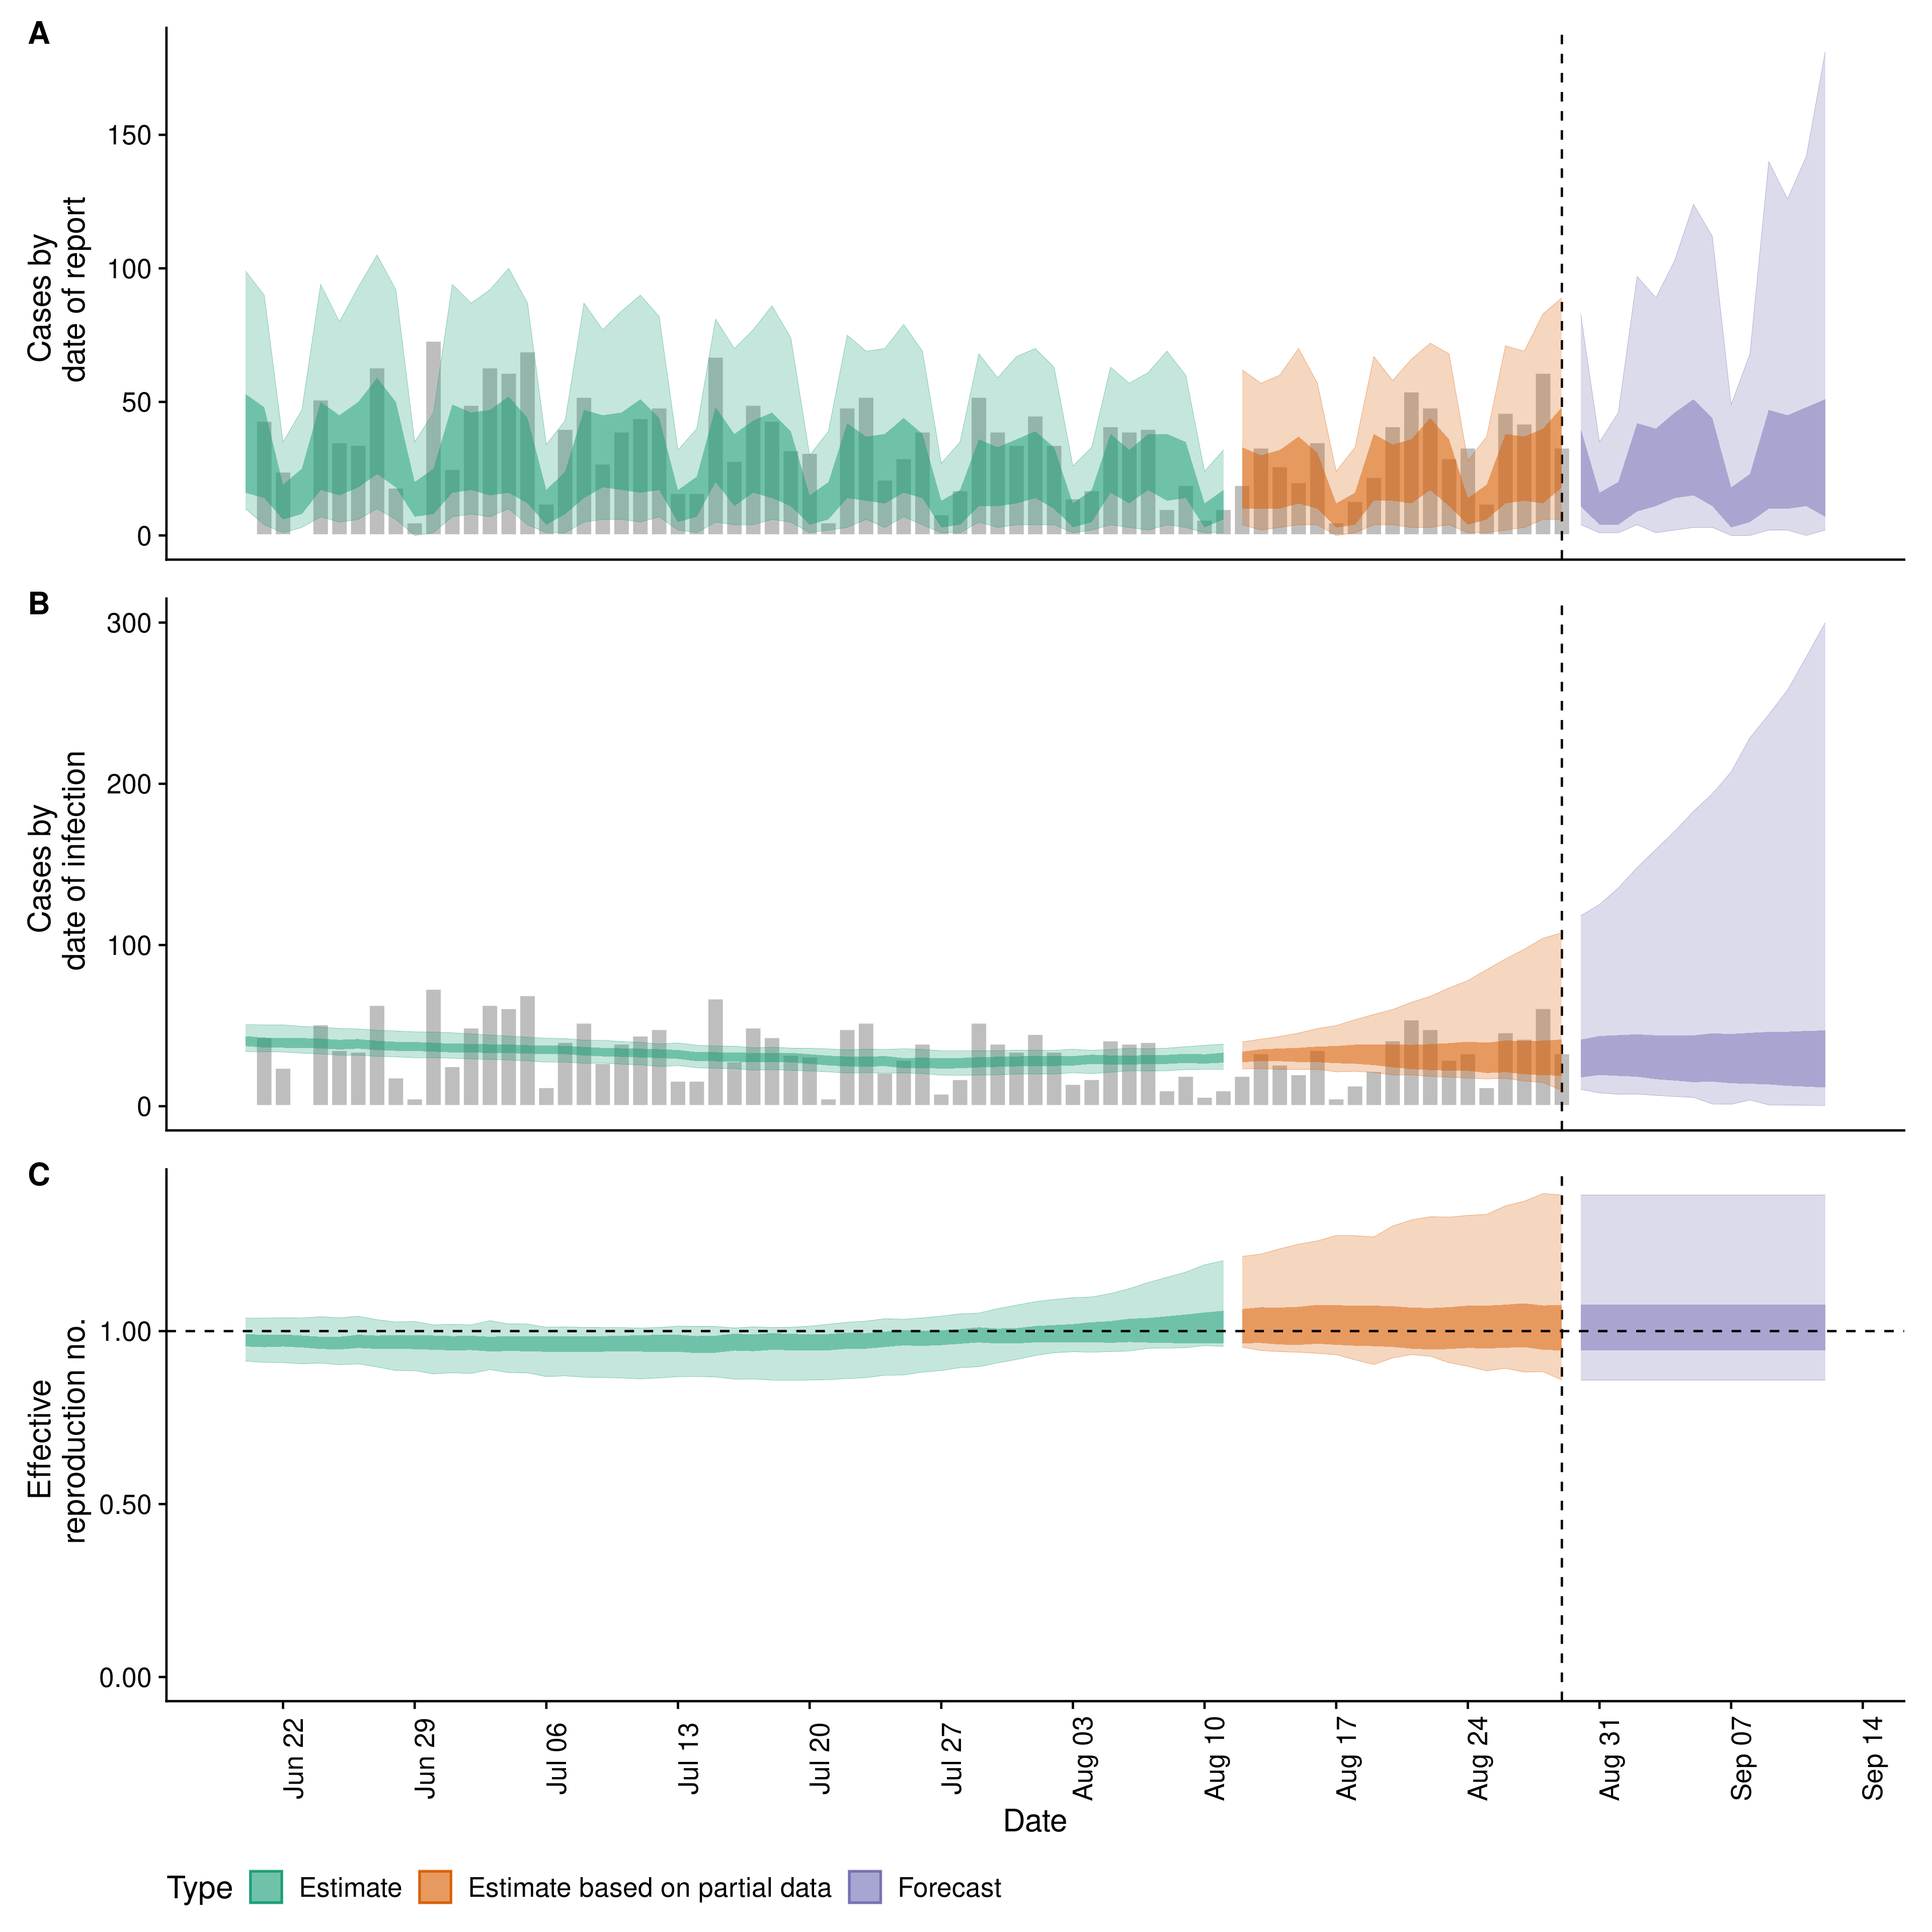 A
Cases by
date of report
150
100
50
0
B
Cases by
date of infection
300
200
100
0
C
Effective
reproduction no.
1.00
0.50
0.00
Jun 22
Jun 29
Jul 06
Jul 13
Jul 20
Jul 27
Aug 03
Aug 10
Aug 17
Aug 24
Aug 31
Sep 07
Sep 14
Date
Type Estimate Estimate based on partial data Forecast